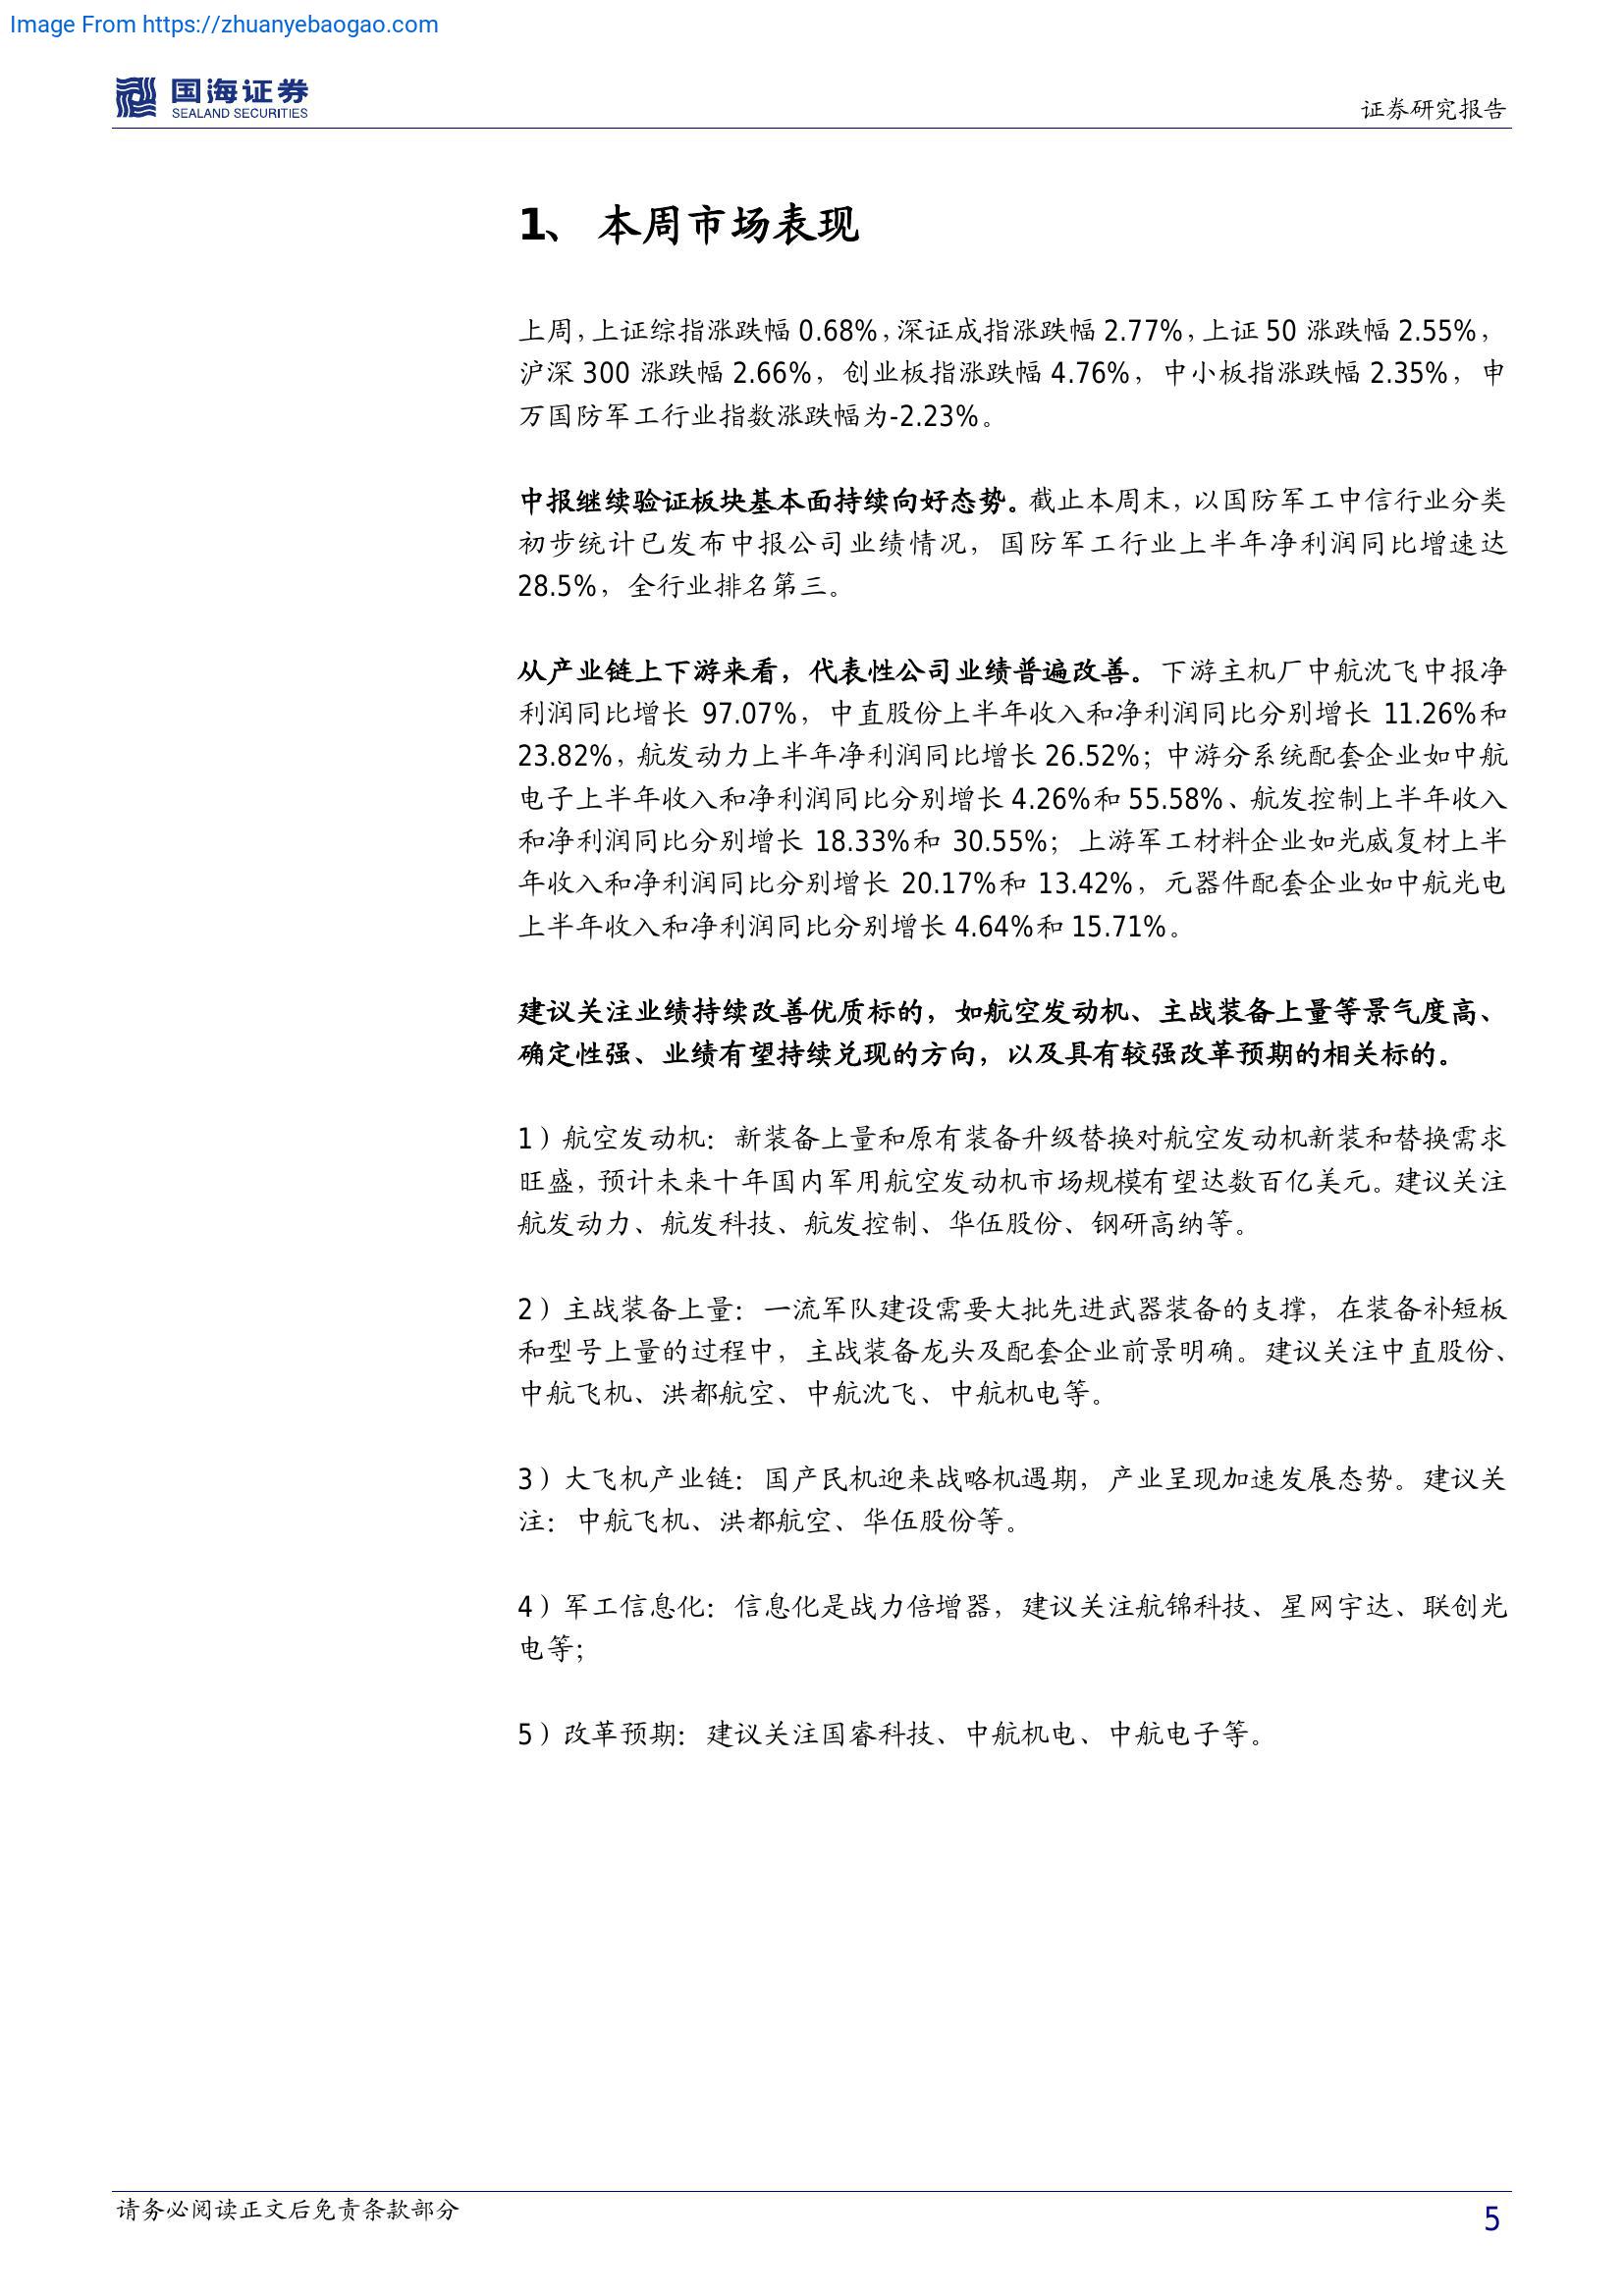 Image From https://zhuanyebaogao.com
国海证券
SEALAND SECURITIES
证券研究报告
1、 本周市场表现
上周，上证综指涨跌幅 0.68%，深证成指涨跌幅 2.77%，上证 50 涨跌幅 2.55%，
沪深 300 涨跌幅 2.66%，创业板指涨跌幅 4.76%，中小板指涨跌幅 2.35%，申
万国防军工行业指数涨跌幅为-2.23%。
中报继续验证板块基本面持续向好态势。截止本周末，以国防军工中信行业分类
初步统计已发布中报公司业绩情况，国防军工行业上半年净利润同比增速达
28.5%，全行业排名第三。
从产业链上下游来看，代表性公司业绩普遍改善。下游主机厂中航沈飞中报净
利润同比增长 97.07%，中直股份上半年收入和净利润同比分别增长 11.26%和
23.82%，航发动力上半年净利润同比增长 26.52%；中游分系统配套企业如中航
电子上半年收入和净利润同比分别增长 4.26%和 55.58%、航发控制上半年收入
和净利润同比分别增长 18.33%和 30.55%；上游军工材料企业如光威复材上半
年收入和净利润同比分别增长 20.17%和 13.42%，元器件配套企业如中航光电
上半年收入和净利润同比分别增长 4.64%和 15.71%。
建议关注业绩持续改善优质标的，如航空发动机、主战装备上量等景气度高、
确定性强、业绩有望持续兑现的方向，以及具有较强改革预期的相关标的。
1）航空发动机：新装备上量和原有装备升级替换对航空发动机新装和替换需求
旺盛，预计未来十年国内军用航空发动机市场规模有望达数百亿美元。建议关注
航发动力、航发科技、航发控制、华伍股份、钢研高纳等。
2）主战装备上量：一流军队建设需要大批先进武器装备的支撑，在装备补短板
和型号上量的过程中，主战装备龙头及配套企业前景明确。建议关注中直股份、
中航飞机、洪都航空、中航沈飞、中航机电等。
3）大飞机产业链：国产民机迎来战略机遇期，产业呈现加速发展态势。建议关
注：中航飞机、洪都航空、华伍股份等。
4）军工信息化：信息化是战力倍增器，建议关注航锦科技、星网宇达、联创光
电等；
5）改革预期：建议关注国睿科技、中航机电、中航电子等。
请务必阅读正文后免责条款部分
5